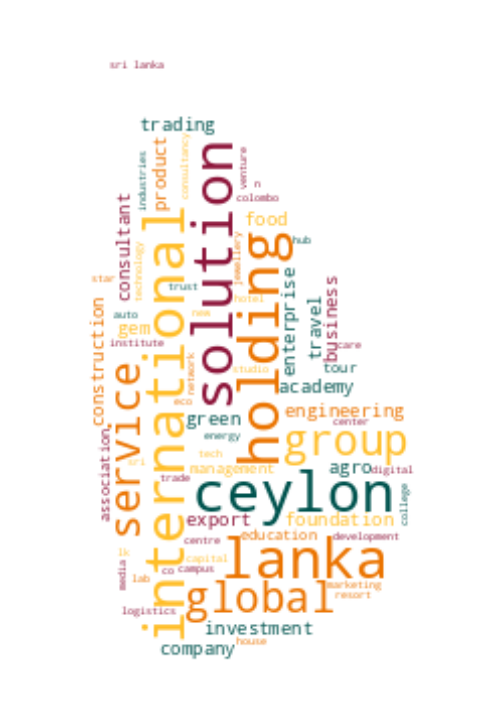 sri lanka
trading
industries
product
consultancy
solution
venture
n
colombo
consultant
international
food
holding
hub
jewellery
technology
star
trust
hotel
enterprise
travel
business
construction
auto
gem
new
institute
care
service
network
studio
tour
academy
eco
green
engineering
center
energy
group
association
sri
tech
management
agro
digital
trade
ceylon
college
export
foundation
centre
education
development
lk
capital
lanka
media
co
campus
lab
global
marketing
resort
logistics
investment
house
company